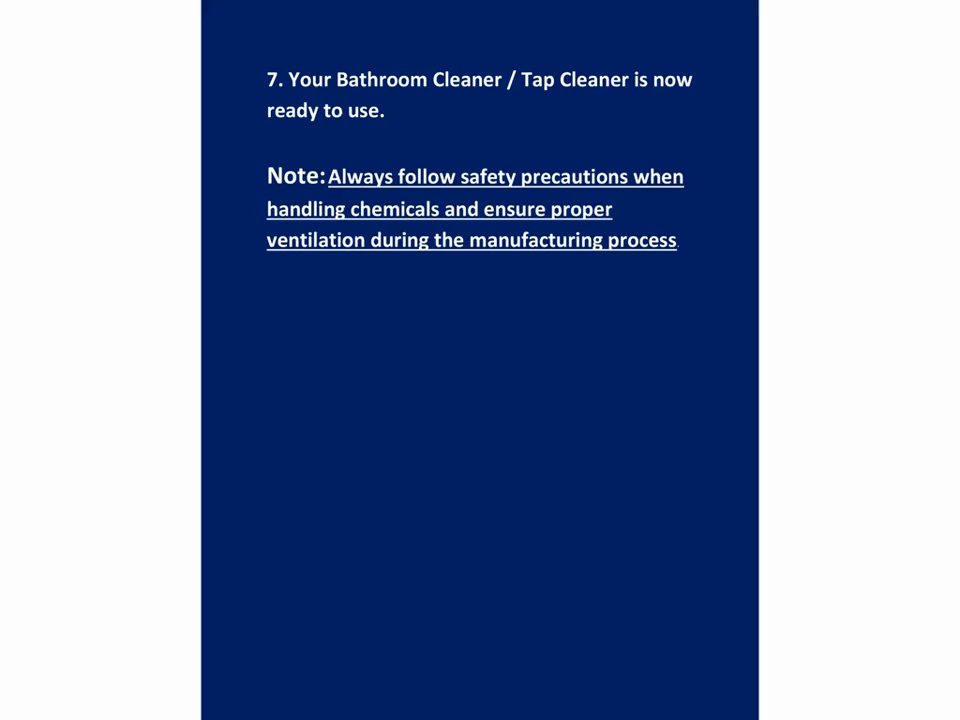 7. Your Bathroom Cleaner / Tap Cleaner is now
ready to use.
Note: Always follow safety precautions when
handling chemicals and ensure proper
ventilation during the manufacturing process.